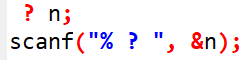 ? n;
scanf("% ? ", &n);